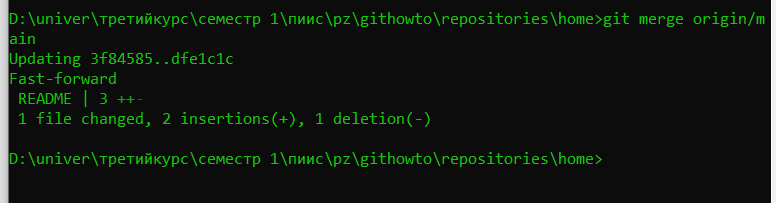 D:\univer\третийкурс\семестр 1\пиис\pz\githowto\repositories\home>git merge origin/m
ain
Updating 3f84585..dfe1c1c
Fast-forward
 README | 3 ++-
 1 file changed, 2 insertions(+), 1 deletion(-)
D:\univer\третийкурс\семестр 1\пиис\pz\githowto\repositories\home>